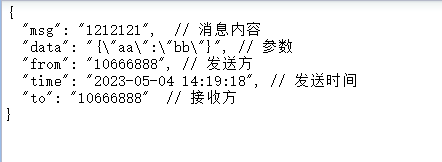 {
  "msg": "1212121",  // 消息内容
  "data": "{\"aa\":\"bb\"}", // 参数
  "from": "10666888", // 发送方
  "time": "2023-05-04 14:19:18", // 发送时间
  "to": "10666888"  // 接收方
}